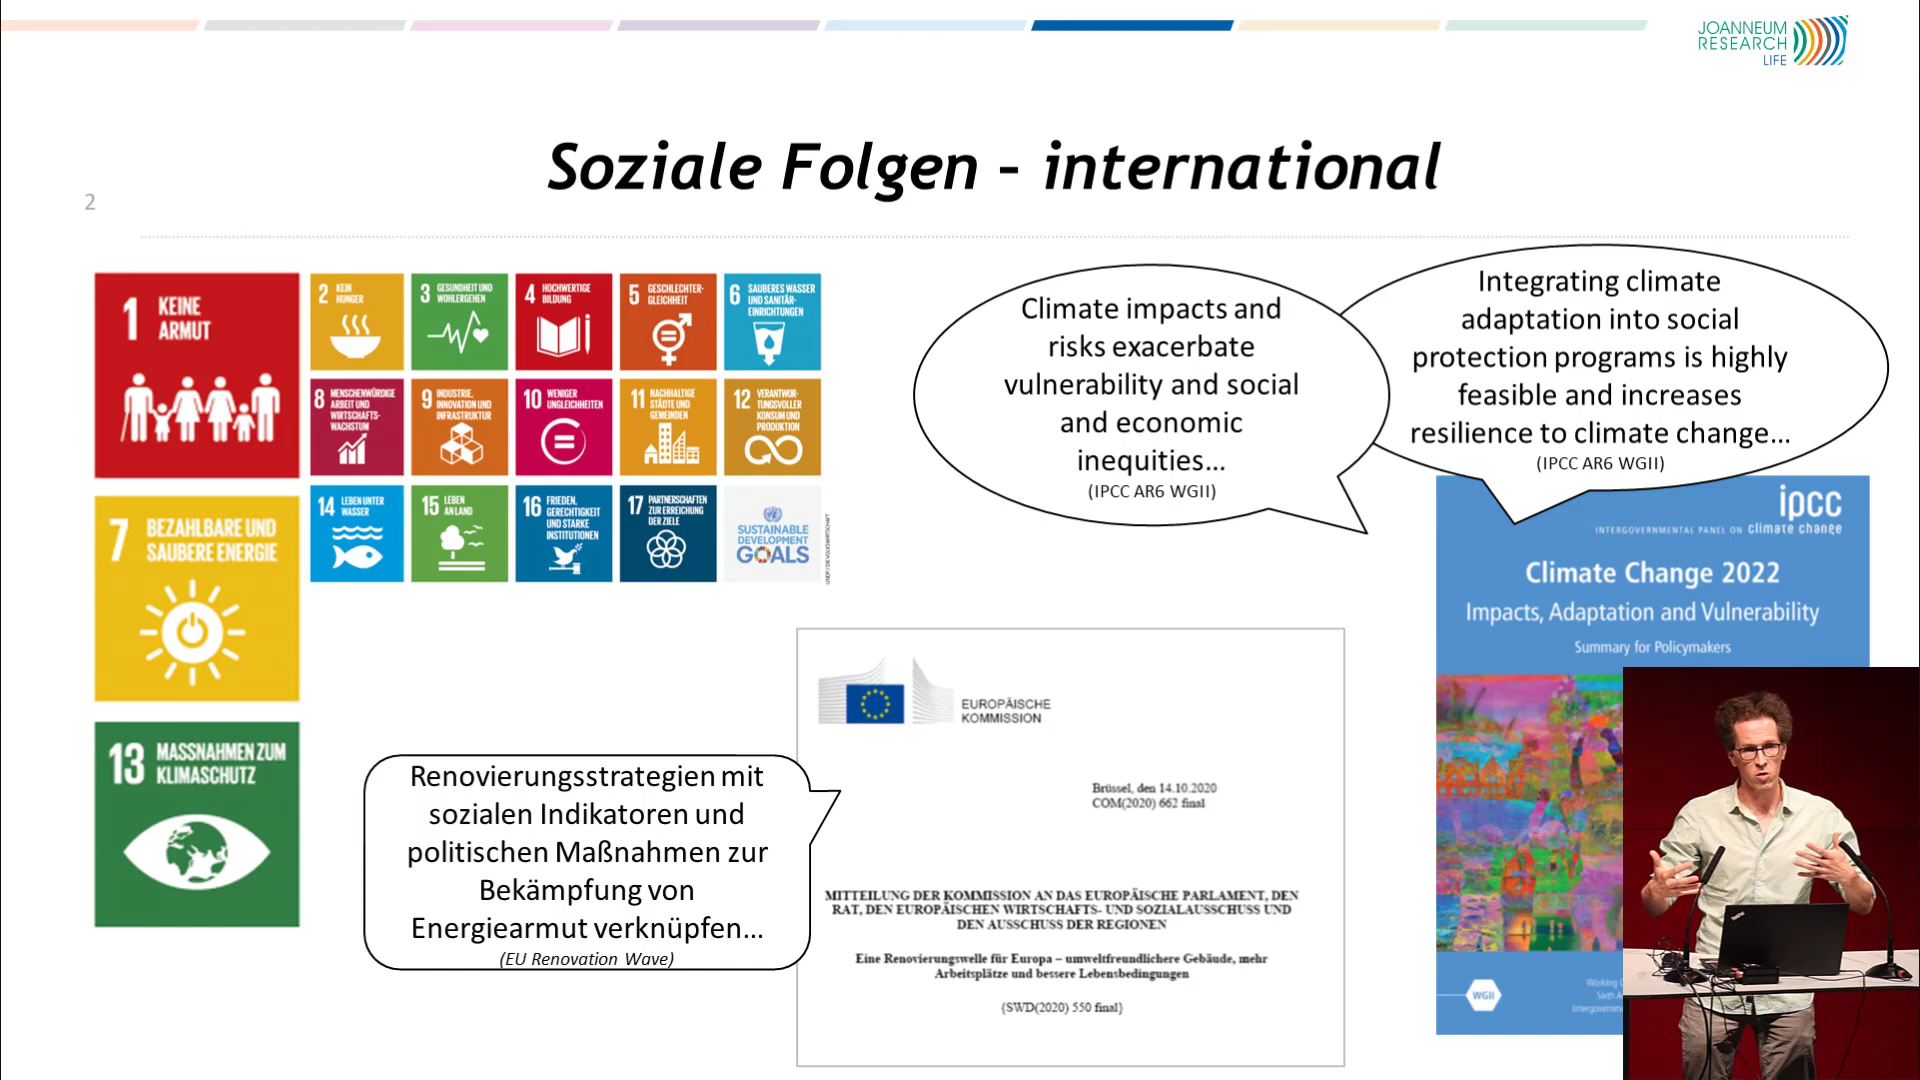 JOANNEUM
RESEARCH
LIFE
Soziale Folgen – international
2
1 KEINE
ARMUT
2 KEIN
HUNGER
3 GESUNDHEIT UND
WOHLERGEHEN
4 HOCHWERTIGE
BILDUNG
5 GESCHLECHTER-
GLEICHHEIT
6 SAUBERES WASSER
UND SANITÄR-
EINRICHTUNGEN
8 MENSCHENWÜRDIGE
ARBEIT UND
WIRTSCHAFTS-
WACHSTUM
9 INDUSTRIE,
INNOVATION UND
INFRASTRUKTUR
10 WENIGER
UNGLEICHHEITEN
11 NACHHALTIGE
STÄDTE UND
GEMEINDEN
12 VERANTWOR-
TUNGSVOLLER
KONSUM UND
PRODUKTION
14 LEBEN UNTER
WASSER
15 LEBEN
AN LAND
16 FRIEDEN,
GERECHTIGKEIT
UND STARKE
INSTITUTIONEN
17 PARTNERSCHAFTEN
ZUR ERREICHUNG
DER ZIELE
SUSTAINABLE
DEVELOPMENT
GOALS
7 BEZAHLBARE UND
SAUBERE ENERGIE
13 MASSNAHMEN ZUM
KLIMASCHUTZ
Climate impacts and
risks exacerbate
vulnerability and social
and economic
inequities...
(IPCC AR6 WGII)
Integrating climate
adaptation into social
protection programs is highly
feasible and increases
resilience to climate change...
(IPCC AR6 WGII)
ipcc
INTERGOVERNMENTAL PANEL ON climate change
Climate Change 2022
Impacts, Adaptation and Vulnerability
Summary for Policymakers
WGII
Renovierungsstrategien mit
sozialen Indikatoren und
politischen Maßnahmen zur
Bekämpfung von
Energiearmut verknüpfen...
(EU Renovation Wave)
EUROPÄISCHE
KOMMISSION
Brüssel, den 14.10.2020
COM(2020) 662 final
MITTEILUNG DER KOMMISSION AN DAS EUROPÄISCHE PARLAMENT, DEN
RAT, DEN EUROPÄISCHEN WIRTSCHAFTS- UND SOZIALAUSSCHUSS UND
DEN AUSSCHUSS DER REGIONEN
Eine Renovierungswelle für Europa – umweltfreundlichere Gebäude, mehr
Arbeitsplätze und bessere Lebensbedingungen
{SWD(2020) 550 final}